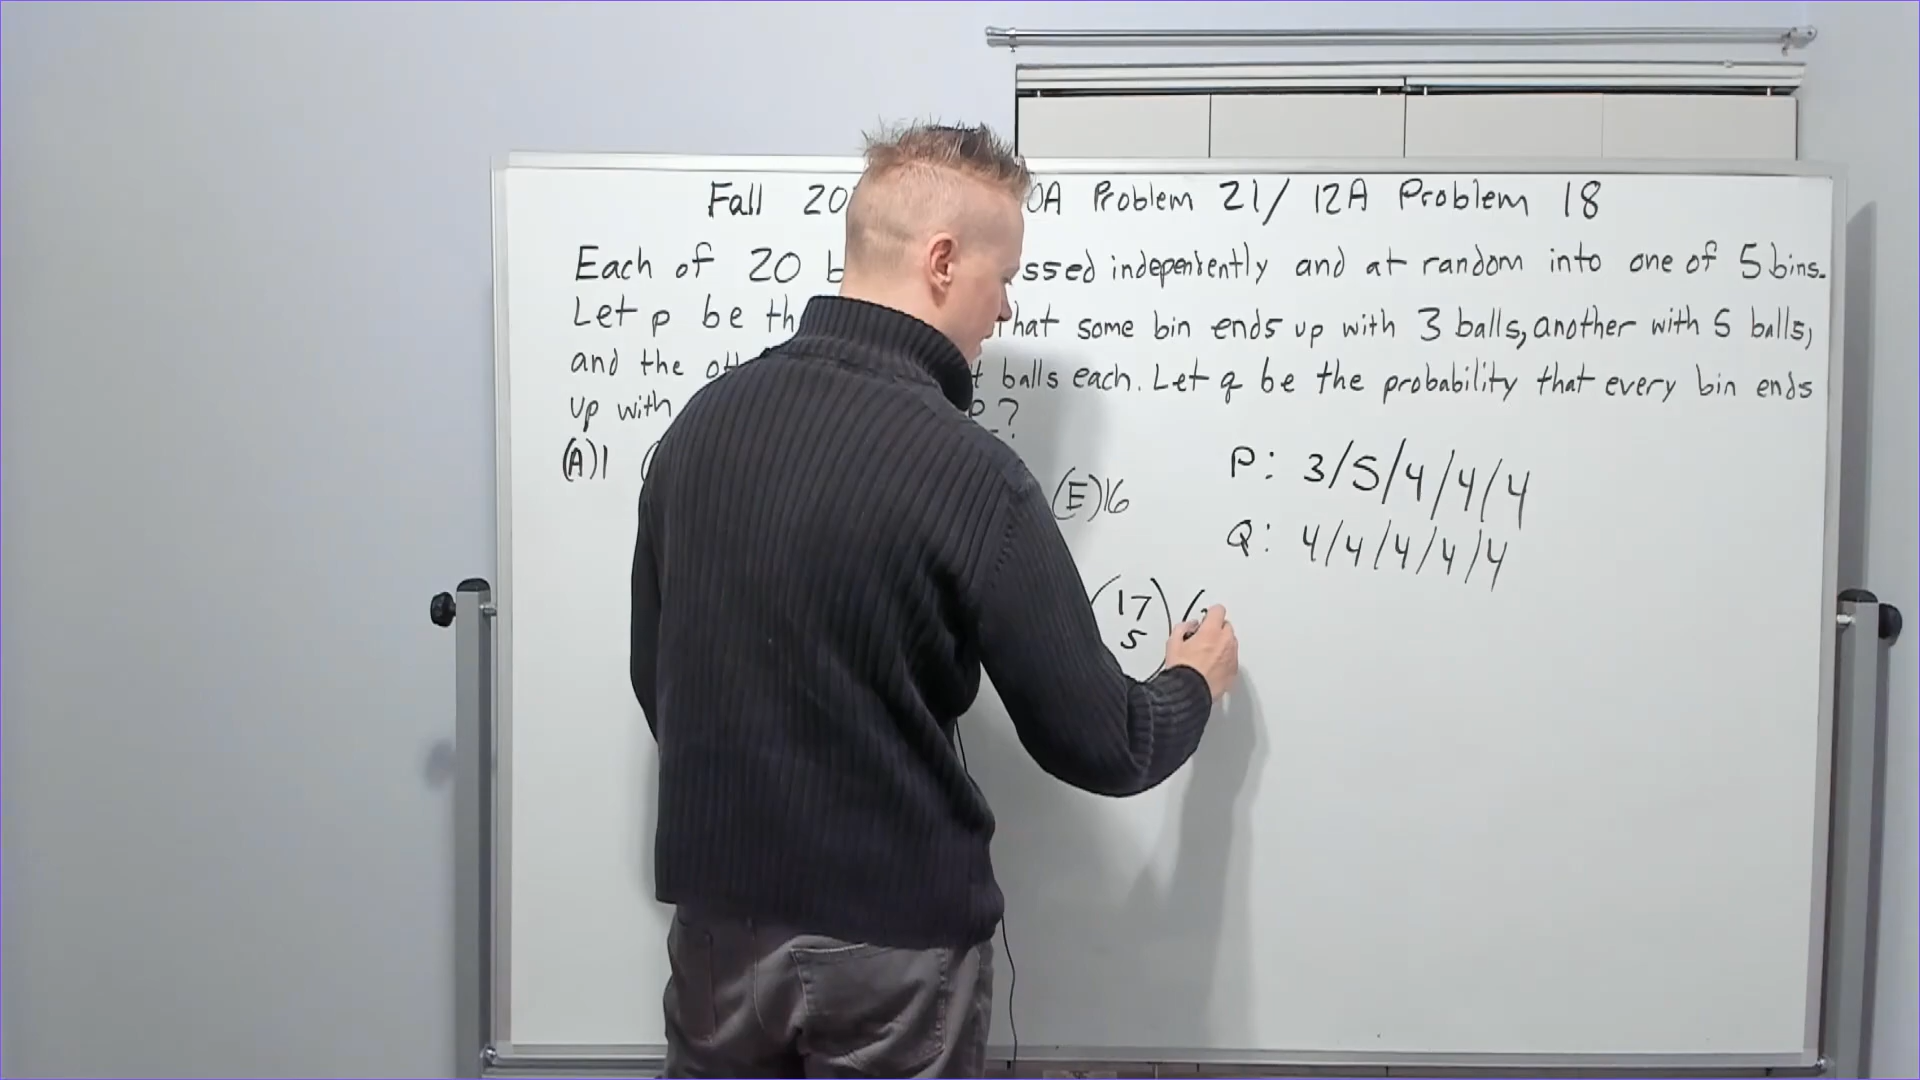 Fall 20 0A Problem 21/ 12A Problem 18
Each of 20 b ssed independently and at random into one of 5 bins.
Let p be th that some bin ends up with 3 balls, another with 5 balls,
and the ot balls each. Let q be the probability that every bin ends
up with ?
(A)1 (E)16
P: 3/5/4/4/4
Q: 4/4/4/4/4
(17 5) (